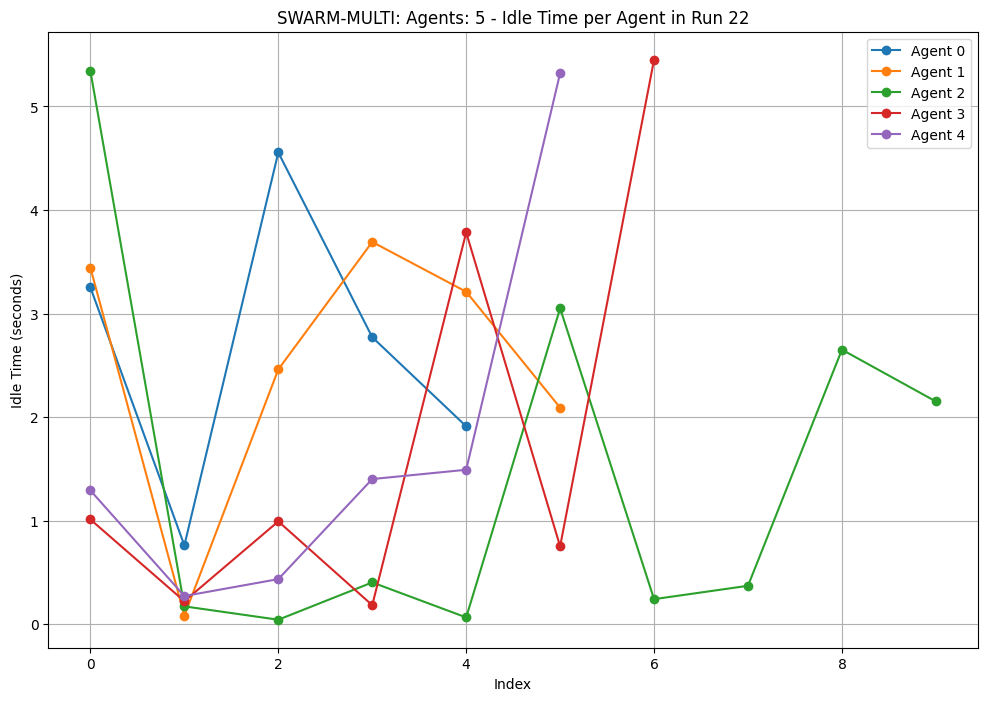 SWARM-MULTI: Agents: 5 - Idle Time per Agent in Run 22
Agent 0
Agent 1
Agent 2
Agent 3
Agent 4
5
4
3
2
1
0
Idle Time (seconds)
0
2
4
6
8
Index